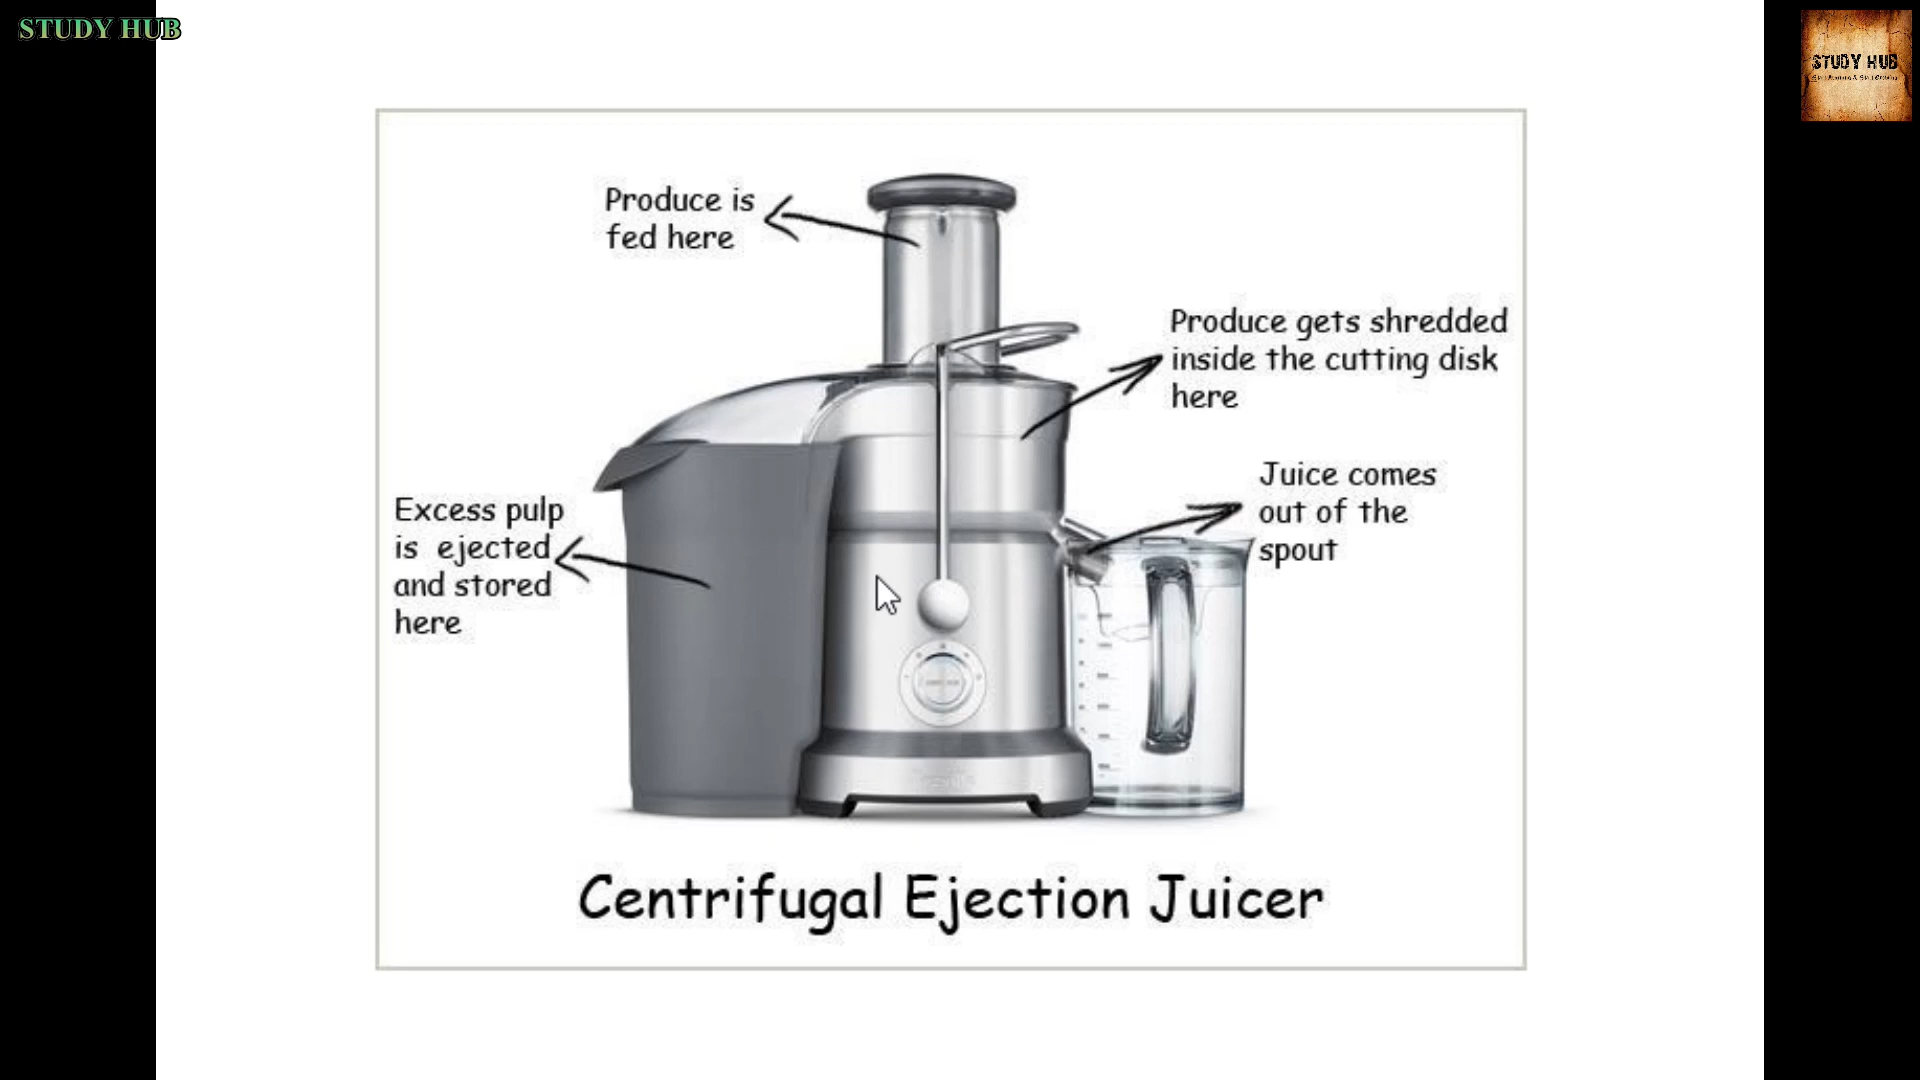 STUDY HUB
STUDY HUB
Produce is
fed here
Produce gets shredded
inside the cutting disk
here
Juice comes
out of the
spout
Excess pulp
is ejected
and stored
here
Centrifugal Ejection Juicer